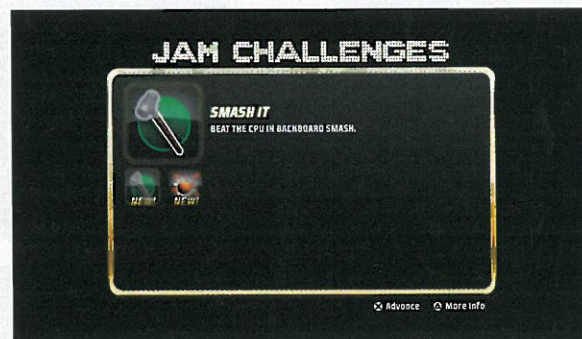 JAM CHALLENGES
SMASH IT
BEAT THE CPU IN BACKBOARD SMASH.
NEW! NEW!
Advance More Info